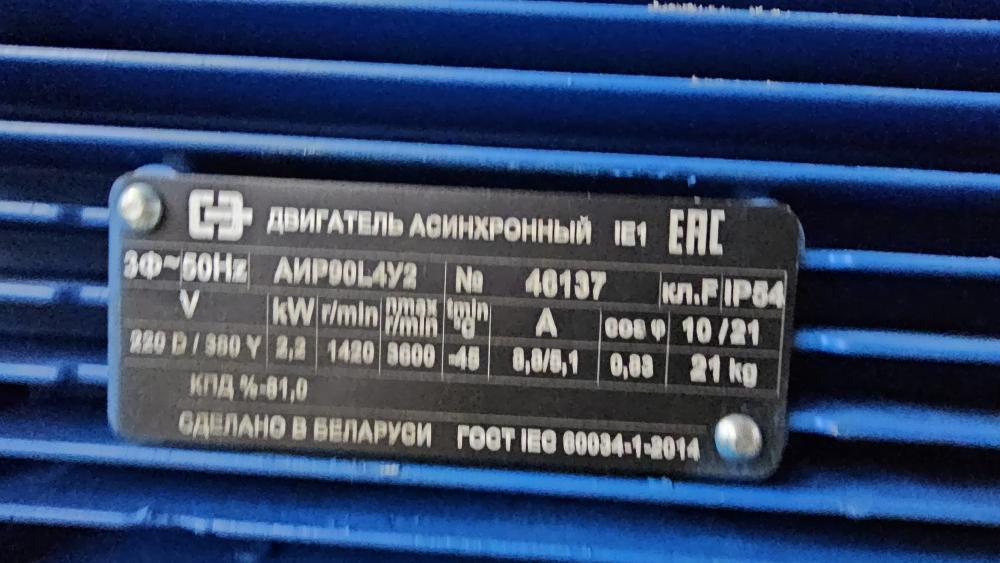 ДВИГАТЕЛЬ АСИНХРОННЫЙ IE1 EAC
3Ф~50Hz АИР90L4У2 № 46137 кл.F IP54
V kW r/min nmax r/min tmin °C A cos φ 10/21
220 D / 380 Y 2,2 1420 3600 -45 8,8/5,1 0,83 21 kg
КПД %-81,0
СДЕЛАНО В БЕЛАРУСИ ГОСТ IEC 60034-1-2014